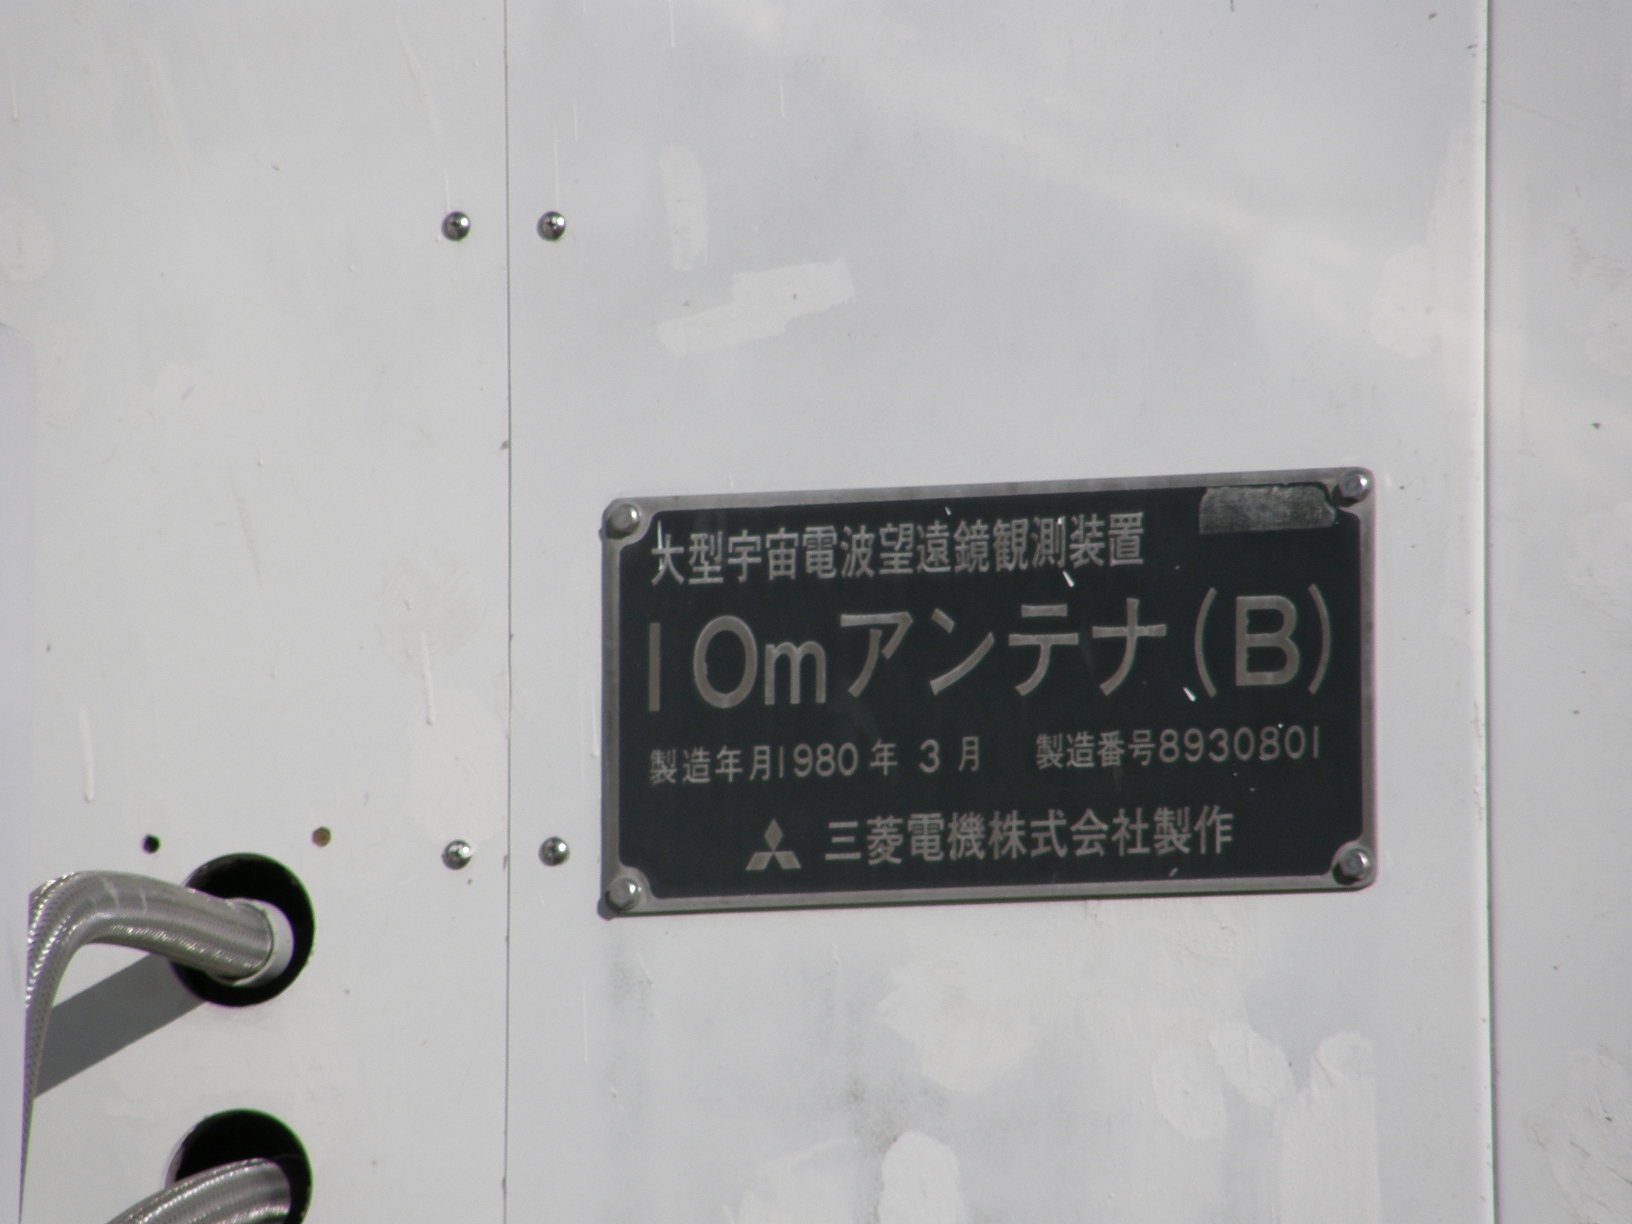 大型宇宙電波望遠鏡観測装置
10mアンテナ(B)
製造年月1980年3月 製造番号8930801
三菱電機株式会社製作